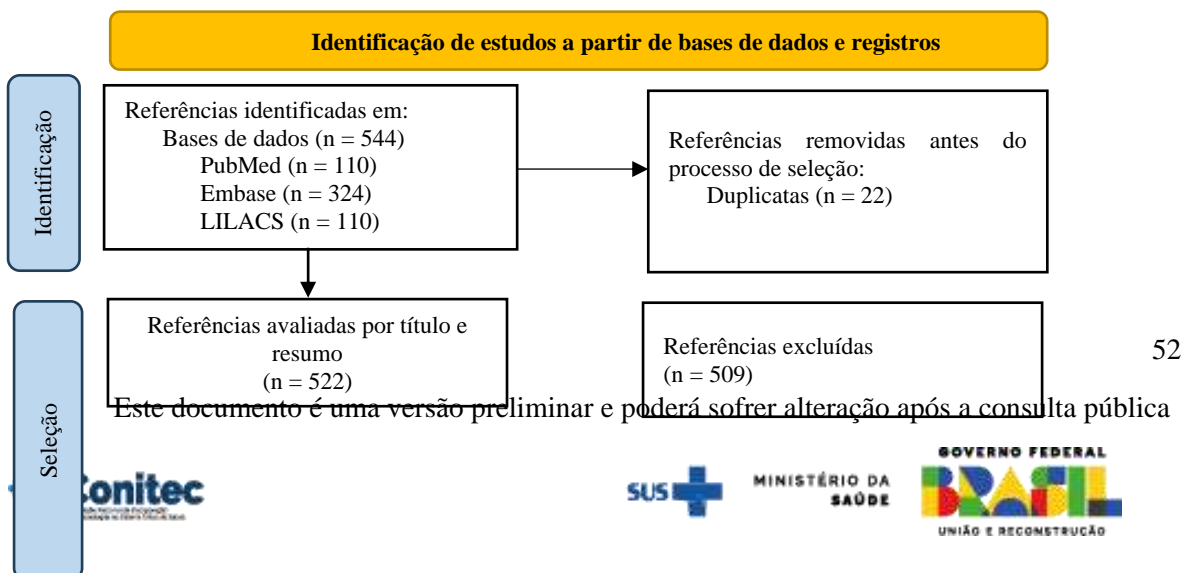 Identificação de estudos a partir de bases de dados e registros
Identificação
Referências identificadas em:
Bases de dados (n = 544)
PubMed (n = 110)
Embase (n = 324)
LILACS (n = 110)
Referências removidas antes do
processo de seleção:
Duplicatas (n = 22)
Seleção
Referências avaliadas por título e
resumo
(n = 522)
Referências excluídas
(n = 509)
52
Este documento é uma versão preliminar e poderá sofrer alteração após a consulta pública
onitec
SUS
MINISTÉRIO DA
SAÚDE
GOVERNO FEDERAL
BRASIL
UNIÃO E RECONSTRUÇÃO